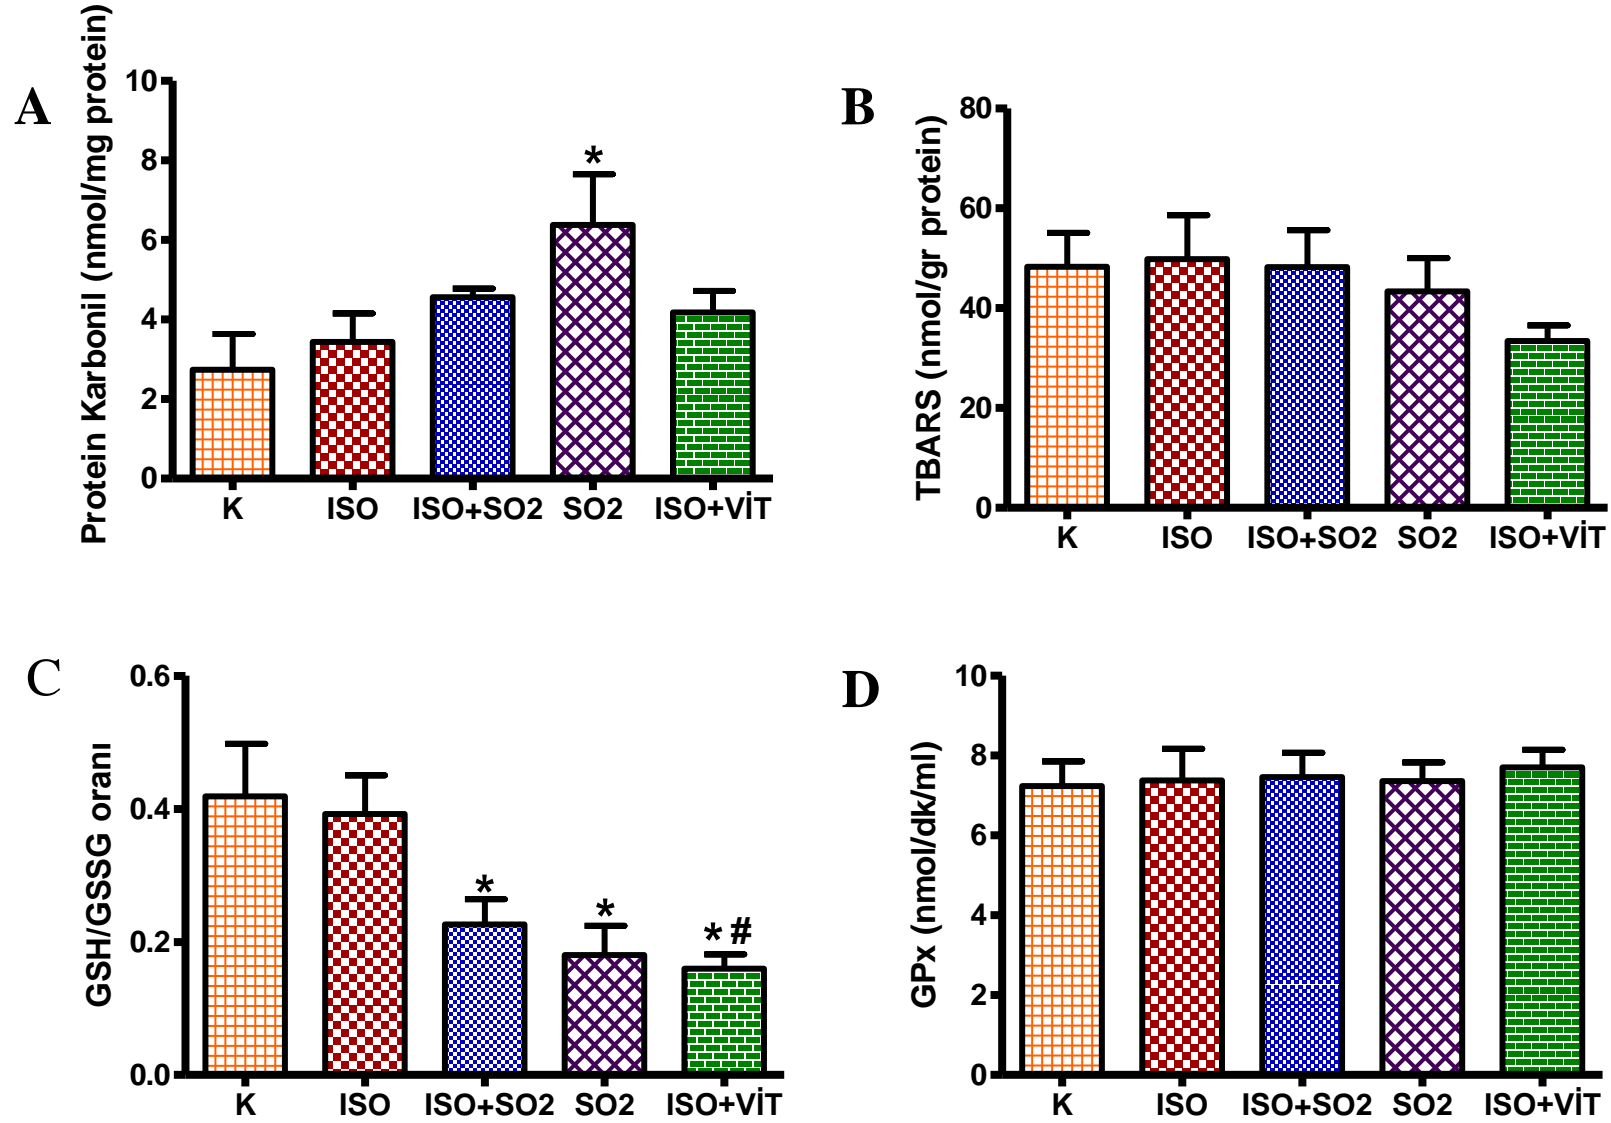 A
Protein Karbonil (nmol/mg protein)
10
8
6
4
2
0
*
K ISO ISO+SO2 SO2 ISO+VİT
B
TBARS (nmol/gr protein)
80
60
40
20
0
K ISO ISO+SO2 SO2 ISO+VİT
C
GSH/GSSG oranı
0.6
0.4
0.2
0.0
* * *#
K ISO ISO+SO2 SO2 ISO+VİT
D
GPx (nmol/dk/ml)
10
8
6
4
2
0
K ISO ISO+SO2 SO2 ISO+VİT